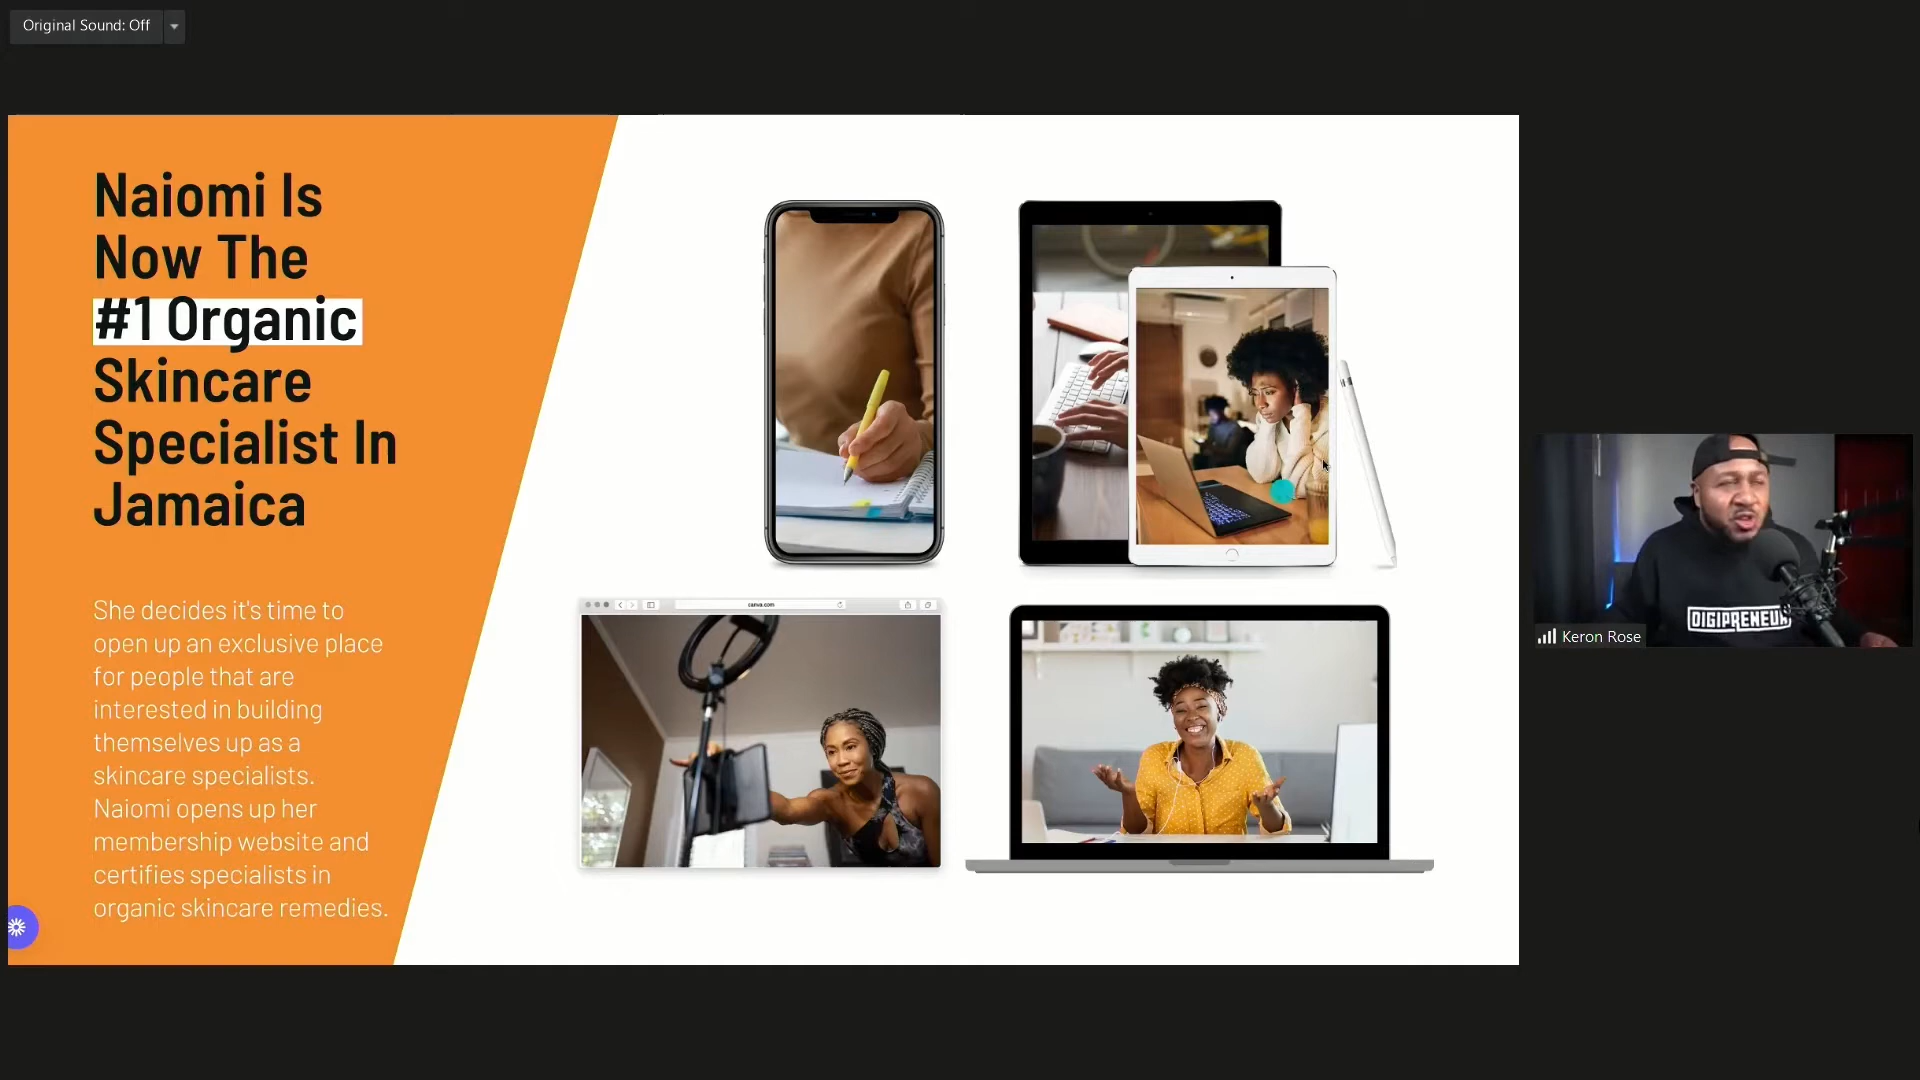 Original Sound: Off
Naiomi Is
Now The
#1 Organic
Skincare
Specialist In
Jamaica
She decides it's time to
open up an exclusive place
for people that are
interested in building
themselves up as a
skincare specialists.
Naiomi opens up her
membership website and
certifies specialists in
organic skincare remedies.
canva.com
DIGIPRENEUR
Keron Rose